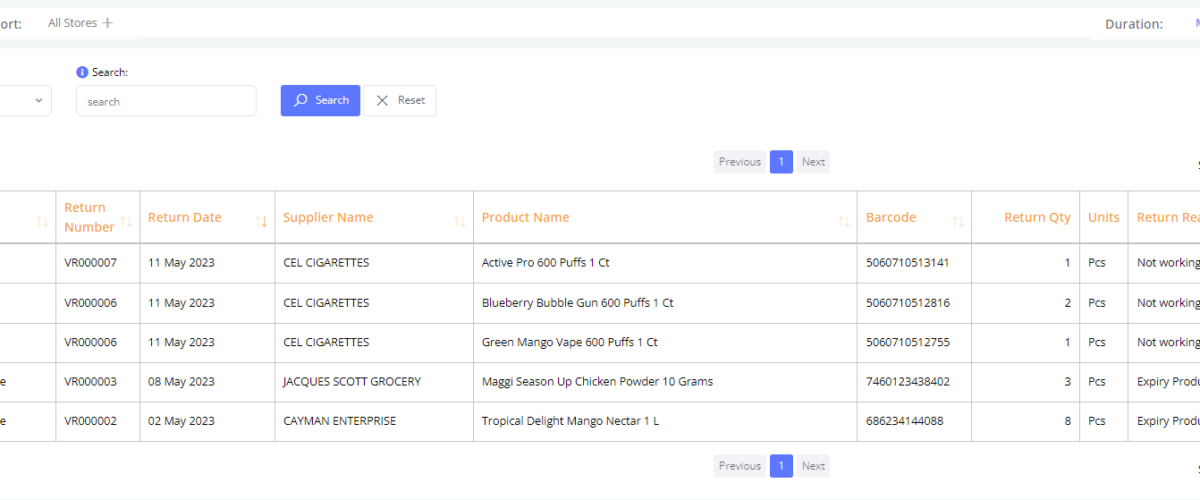 ort: All Stores + Duration:
Search:
search Search Reset
Previous 1 Next
Return Number Return Date Supplier Name Product Name Barcode Return Qty Units Return Rea
VR000007 11 May 2023 CEL CIGARETTES Active Pro 600 Puffs 1 Ct 5060710513141 1 Pcs Not working
VR000006 11 May 2023 CEL CIGARETTES Blueberry Bubble Gun 600 Puffs 1 Ct 5060710512816 2 Pcs Not working
VR000006 11 May 2023 CEL CIGARETTES Green Mango Vape 600 Puffs 1 Ct 5060710512755 1 Pcs Not working
e VR000003 08 May 2023 JACQUES SCOTT GROCERY Maggi Season Up Chicken Powder 10 Grams 7460123438402 3 Pcs Expiry Produ
e VR000002 02 May 2023 CAYMAN ENTERPRISE Tropical Delight Mango Nectar 1 L 686234144088 8 Pcs Expiry Produ
Previous 1 Next